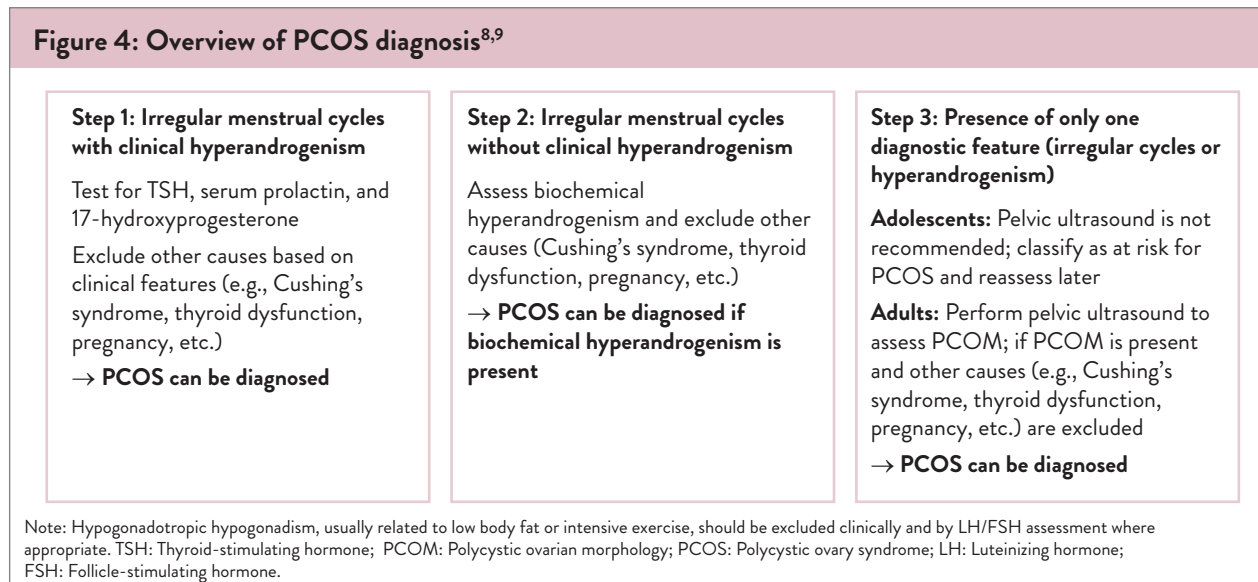 Figure 4: Overview of PCOS diagnosis8,9
Step 1: Irregular menstrual cycles
with clinical hyperandrogenism
Test for TSH, serum prolactin, and
17-hydroxyprogesterone
Exclude other causes based on
clinical features (e.g., Cushing’s
syndrome, thyroid dysfunction,
pregnancy, etc.)
→ PCOS can be diagnosed
Step 2: Irregular menstrual cycles
without clinical hyperandrogenism
Assess biochemical
hyperandrogenism and exclude other
causes (Cushing’s syndrome, thyroid
dysfunction, pregnancy, etc.)
→ PCOS can be diagnosed if
biochemical hyperandrogenism is
present
Step 3: Presence of only one
diagnostic feature (irregular cycles or
hyperandrogenism)
Adolescents: Pelvic ultrasound is not
recommended; classify as at risk for
PCOS and reassess later
Adults: Perform pelvic ultrasound to
assess PCOM; if PCOM is present
and other causes (e.g., Cushing’s
syndrome, thyroid dysfunction,
pregnancy, etc.) are excluded
→ PCOS can be diagnosed
Note: Hypogonadotropic hypogonadism, usually related to low body fat or intensive exercise, should be excluded clinically and by LH/FSH assessment where
appropriate. TSH: Thyroid-stimulating hormone; PCOM: Polycystic ovarian morphology; PCOS: Polycystic ovary syndrome; LH: Luteinizing hormone;
FSH: Follicle-stimulating hormone.